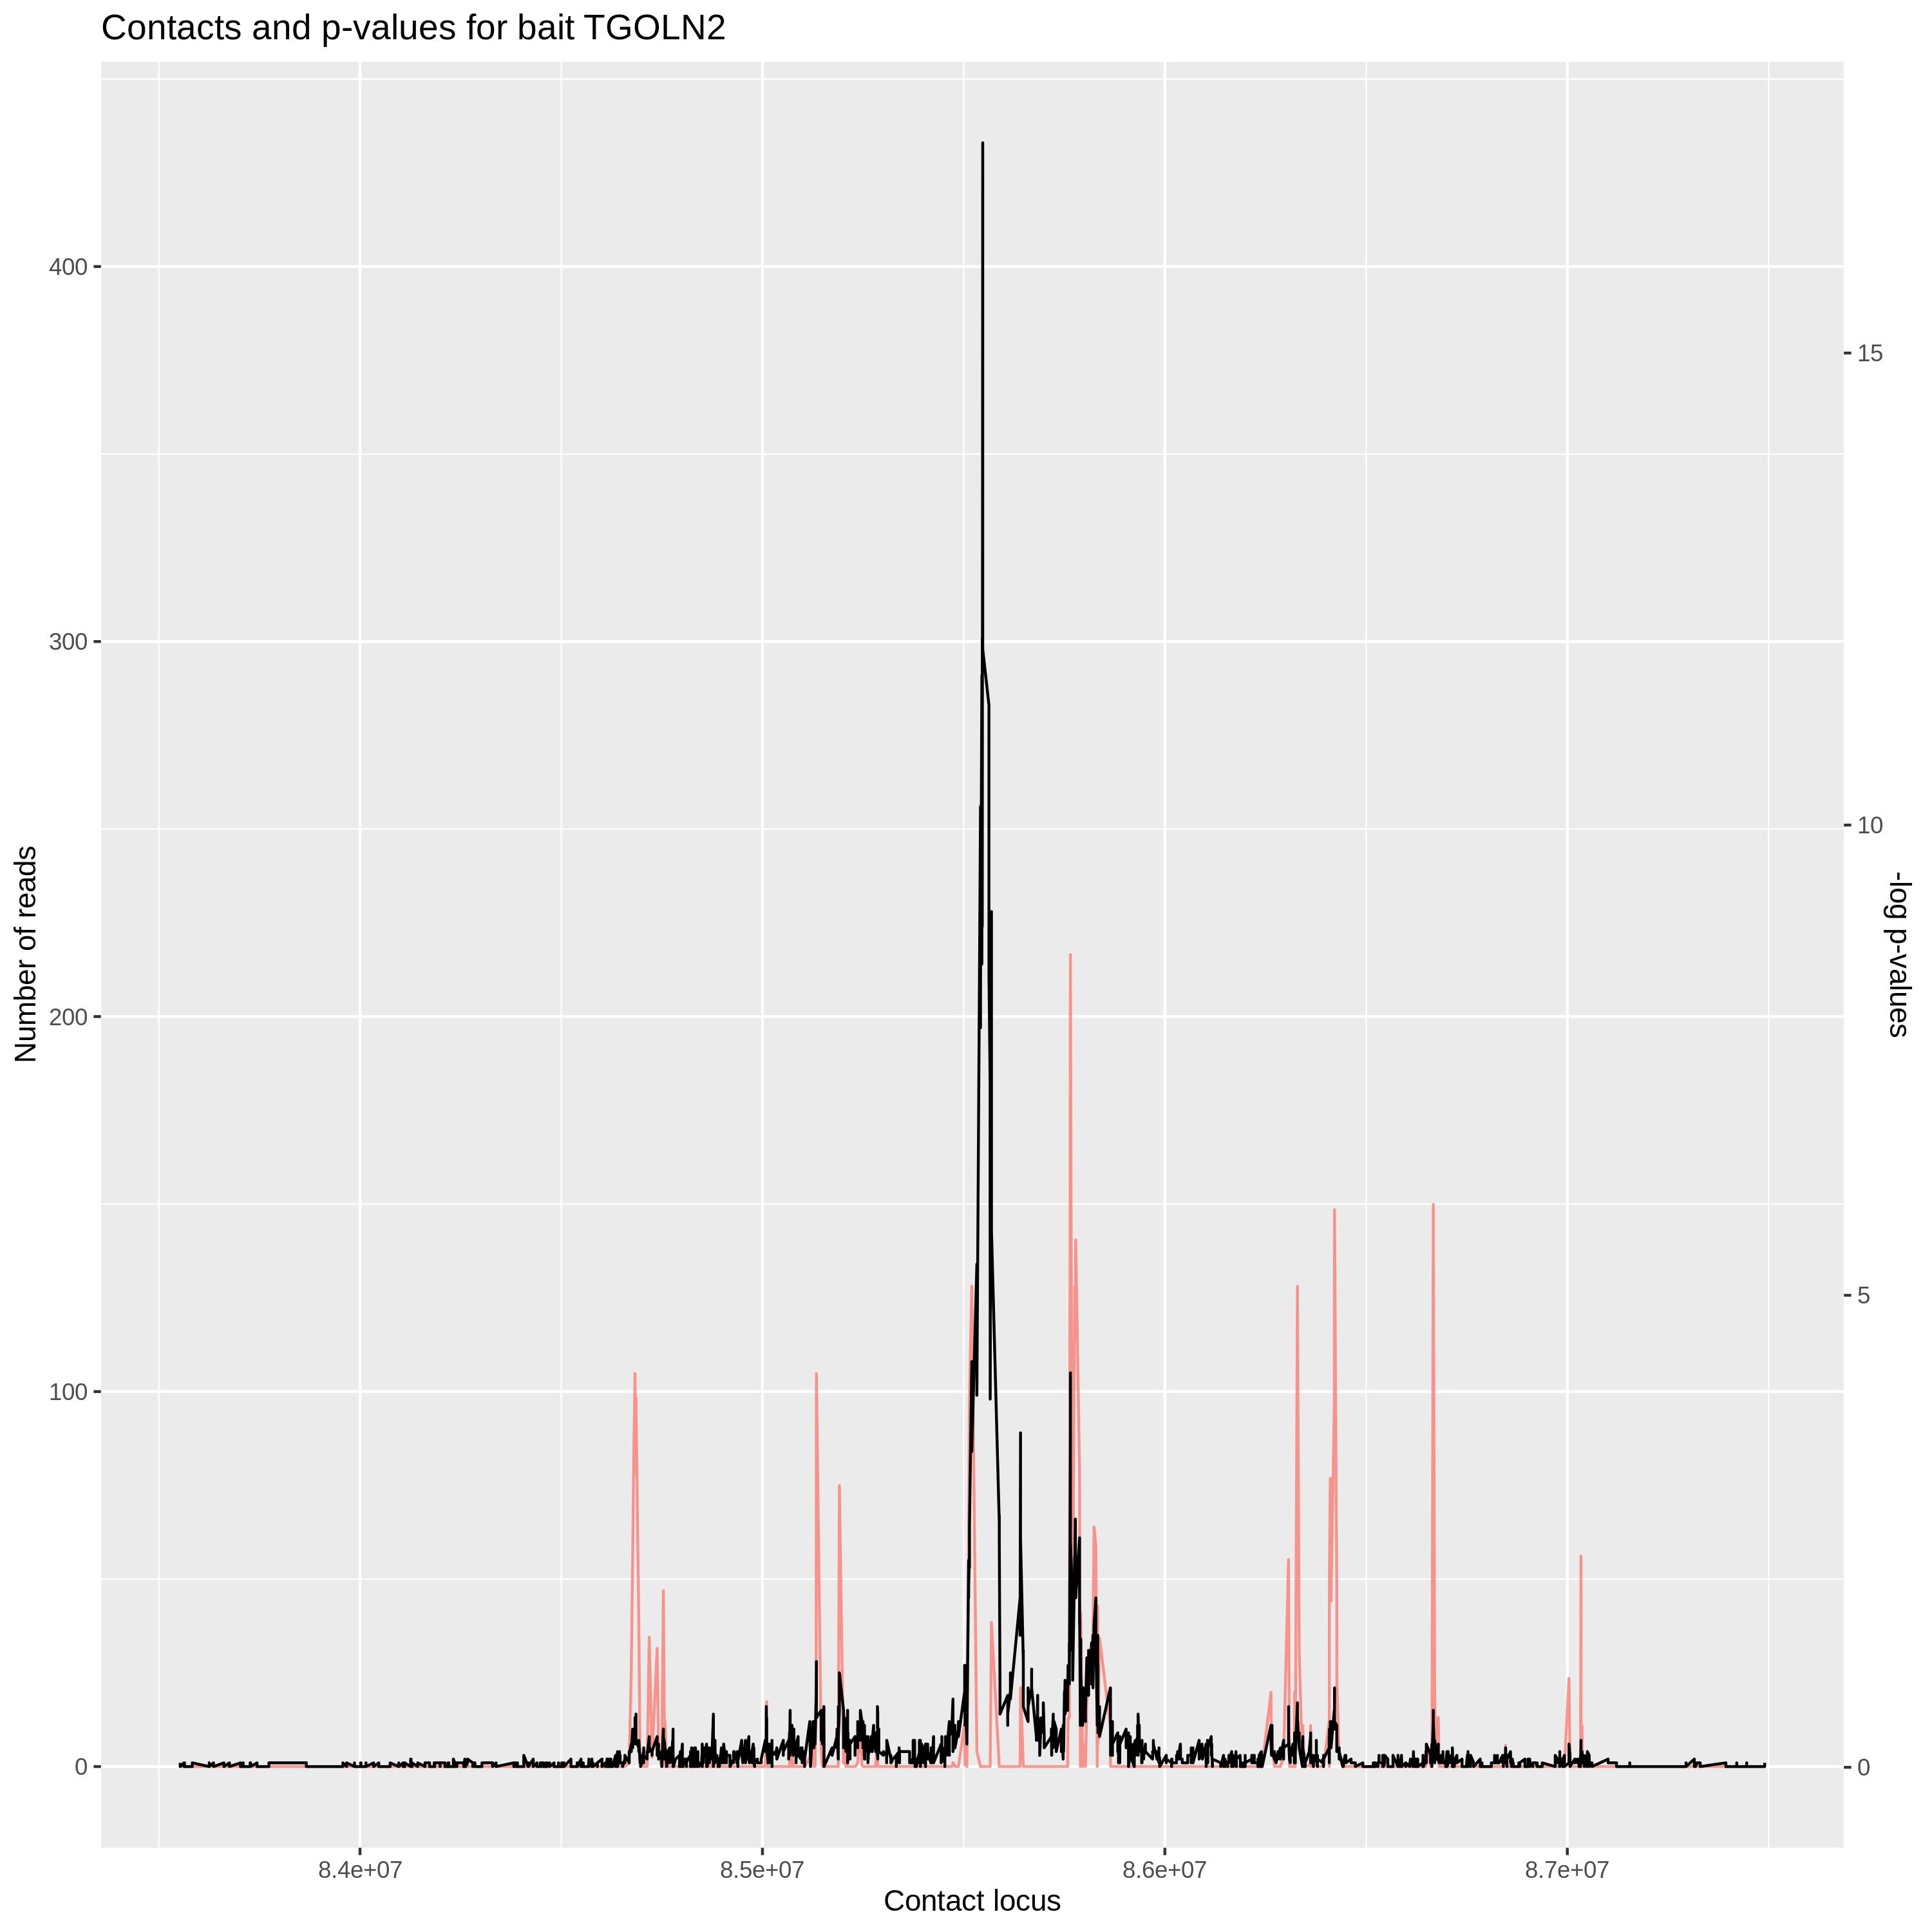 Contacts and p-values for bait TGOLN2
400
300
200
100
0
Number of reads
15
10
5
0
-log p-values
8.4e+07 8.5e+07 8.6e+07 8.7e+07
Contact locus